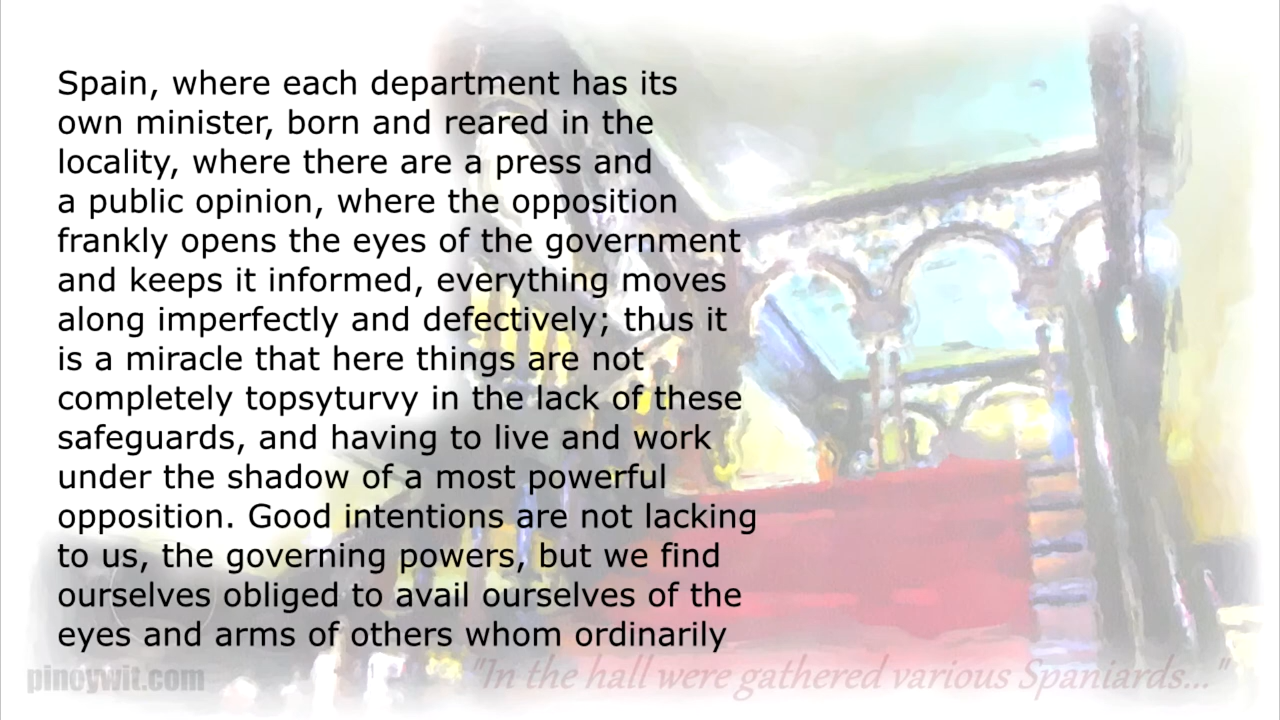 Spain, where each department has its
own minister, born and reared in the
locality, where there are a press and
a public opinion, where the opposition
frankly opens the eyes of the government
and keeps it informed, everything moves
along imperfectly and defectively; thus it
is a miracle that here things are not
completely topsyturvy in the lack of these
safeguards, and having to live and work
under the shadow of a most powerful
opposition. Good intentions are not lacking
to us, the governing powers, but we find
ourselves obliged to avail ourselves of the
eyes and arms of others whom ordinarily
pinoywit.com
"In the hall were gathered various Spaniards..."